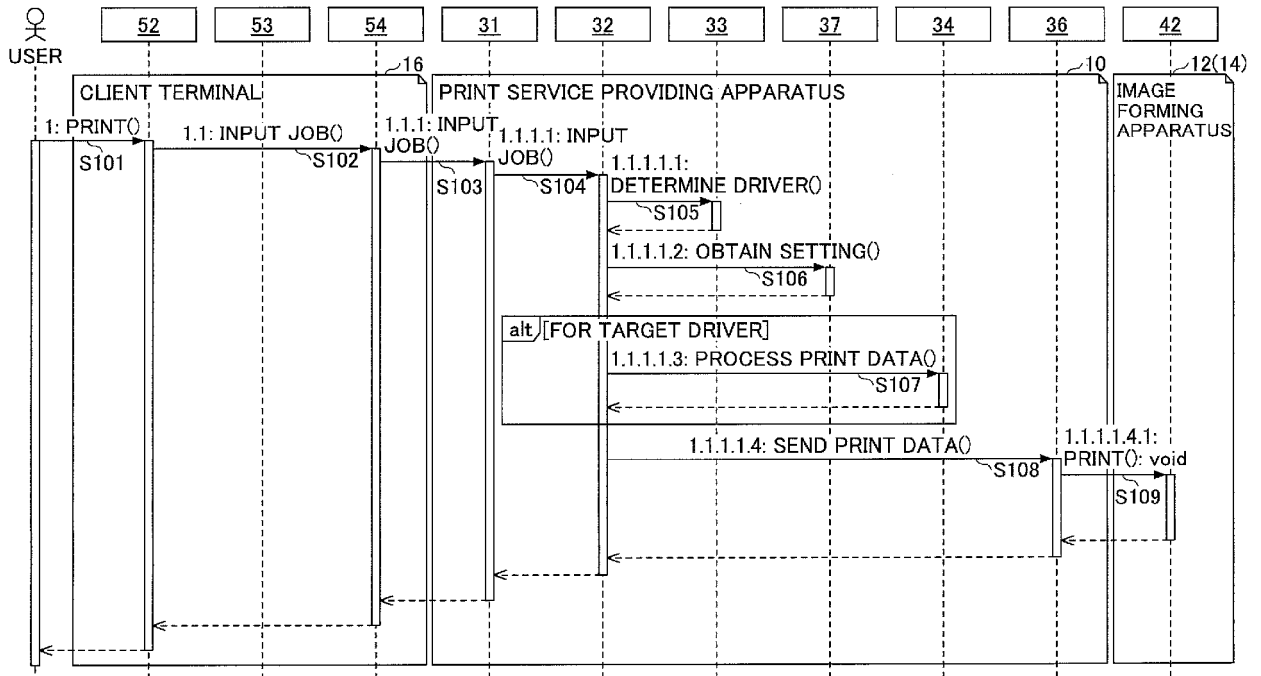 USER
52
53
54
31
32
33
37
34
36
42
16
10
12(14)
CLIENT TERMINAL
PRINT SERVICE PROVIDING APPARATUS
IMAGE
FORMING
APPARATUS
1: PRINT()
S101
1.1: INPUT JOB()
S102
1.1.1: INPUT
JOB()
S103
1.1.1.1: INPUT
JOB()
S104
1.1.1.1.1:
DETERMINE DRIVER()
S105
1.1.1.1.2: OBTAIN SETTING()
S106
alt [FOR TARGET DRIVER]
1.1.1.1.3: PROCESS PRINT DATA()
S107
1.1.1.1.4: SEND PRINT DATA()
S108
1.1.1.1.4.1:
PRINT(): void
S109